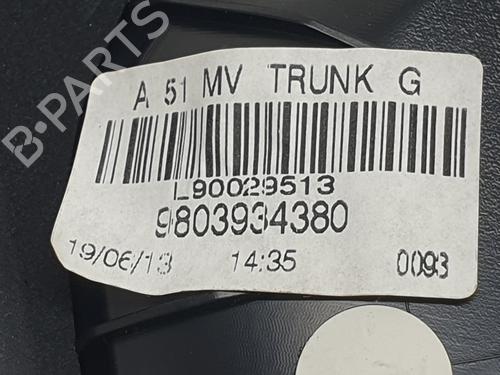 B-PARTS
A 51 MV TRUNK G
L90029513
9803934380
19/06/13 14:35 0093